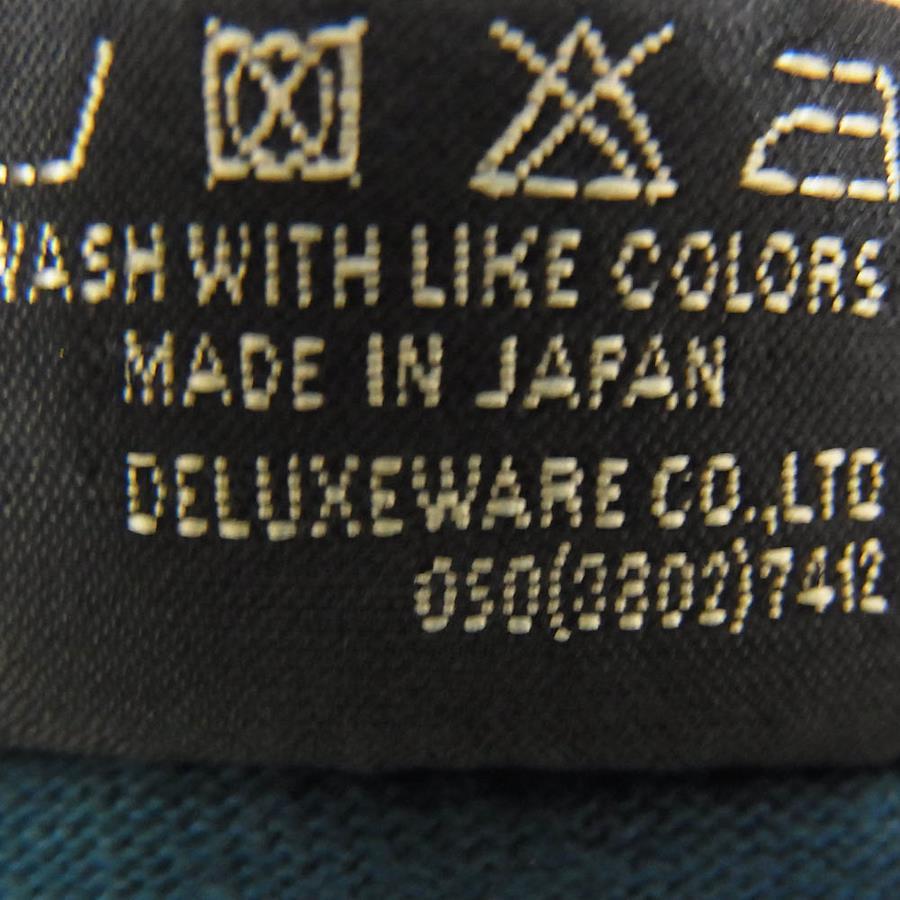 WASH WITH LIKE COLORS
MADE IN JAPAN
DELUXEWARE CO.,LTD
050(3802)7412